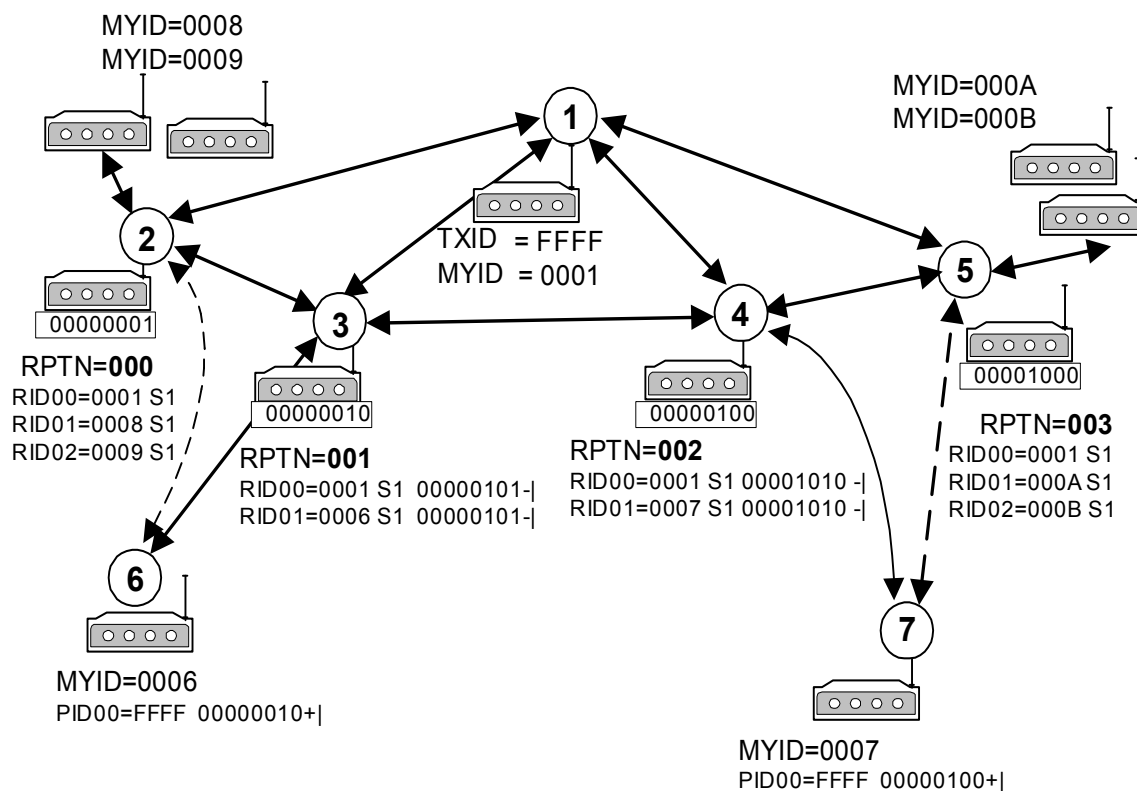 MYID=0008
MYID=0009
MYID=000A
MYID=000B
1
TXID = FFFF
MYID = 0001
2
00000001
RPTN=000
RID00=0001 S1
RID01=0008 S1
RID02=0009 S1
3
00000010
RPTN=001
RID00=0001 S1 00000101-|
RID01=0006 S1 00000101-|
4
00000100
RPTN=002
RID00=0001 S1 00001010 -|
RID01=0007 S1 00001010 -|
5
00001000
RPTN=003
RID00=0001 S1
RID01=000A S1
RID02=000B S1
6
MYID=0006
PID00=FFFF 00000010+|
7
MYID=0007
PID00=FFFF 00000100+|